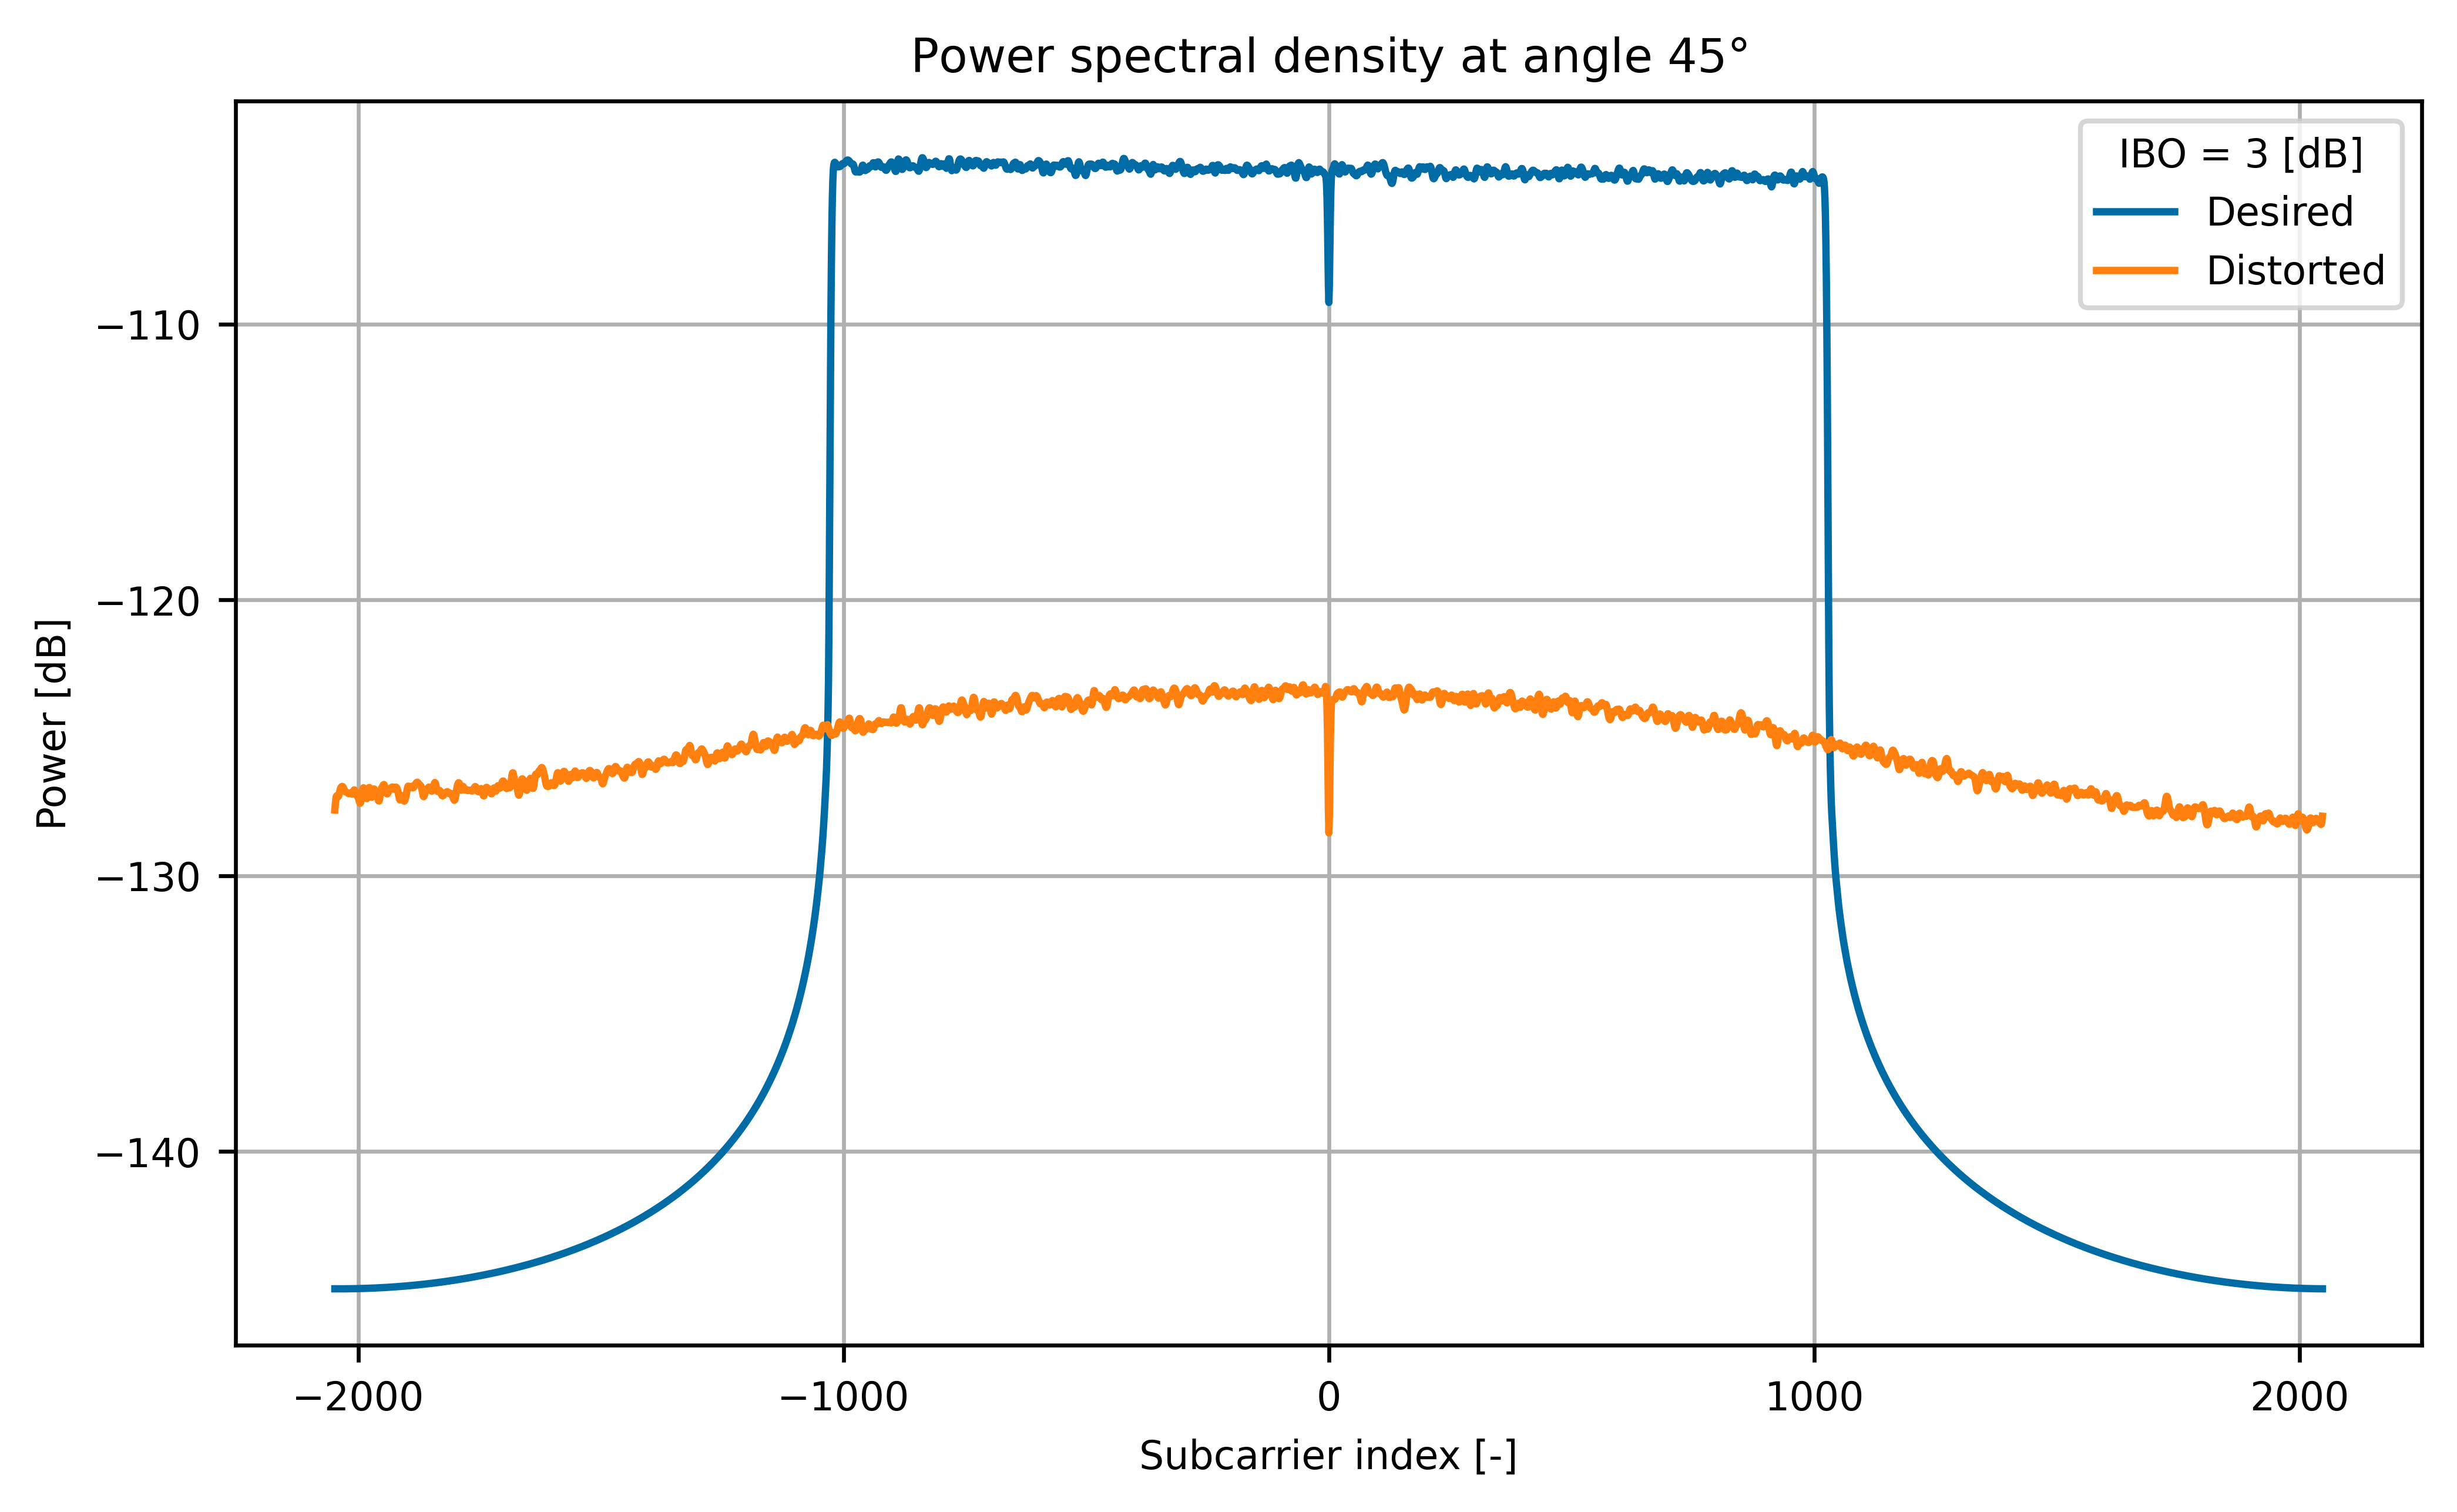 Power spectral density at angle 45°
IBO = 3 [dB]
Desired
Distorted
Power [dB]
−110
−120
−130
−140
−2000
−1000
0
1000
2000
Subcarrier index [-]